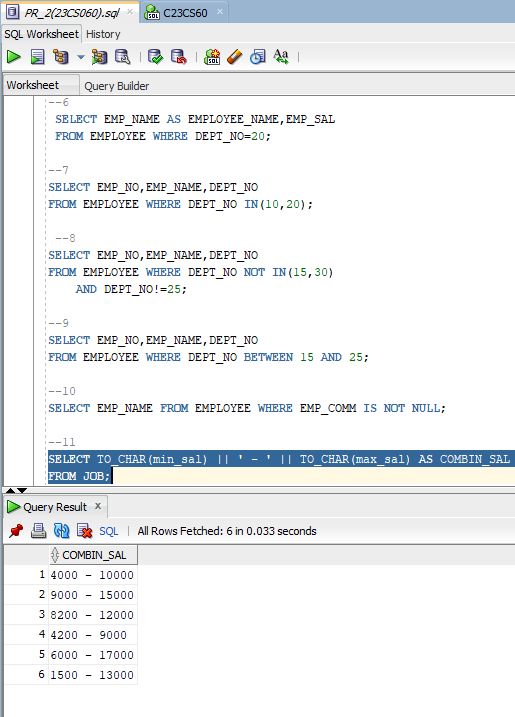 PR_2(23CS060).sql × C23CS60 ×
SQL Worksheet History
SQL
Aa
Worksheet Query Builder
--6
SELECT EMP_NAME AS EMPLOYEE_NAME,EMP_SAL
FROM EMPLOYEE WHERE DEPT_NO=20;
--7
SELECT EMP_NO,EMP_NAME,DEPT_NO
FROM EMPLOYEE WHERE DEPT_NO IN(10,20);
--8
SELECT EMP_NO,EMP_NAME,DEPT_NO
FROM EMPLOYEE WHERE DEPT_NO NOT IN(15,30)
AND DEPT_NO!=25;
--9
SELECT EMP_NO,EMP_NAME,DEPT_NO
FROM EMPLOYEE WHERE DEPT_NO BETWEEN 15 AND 25;
--10
SELECT EMP_NAME FROM EMPLOYEE WHERE EMP_COMM IS NOT NULL;
--11
SELECT TO_CHAR(min_sal) || ' - ' || TO_CHAR(max_sal) AS COMBIN_SAL
FROM JOB;
Query Result ×
SQL | All Rows Fetched: 6 in 0.033 seconds
COMBIN_SAL
1 4000 - 10000
2 9000 - 15000
3 8200 - 12000
4 4200 - 9000
5 6000 - 17000
6 1500 - 13000